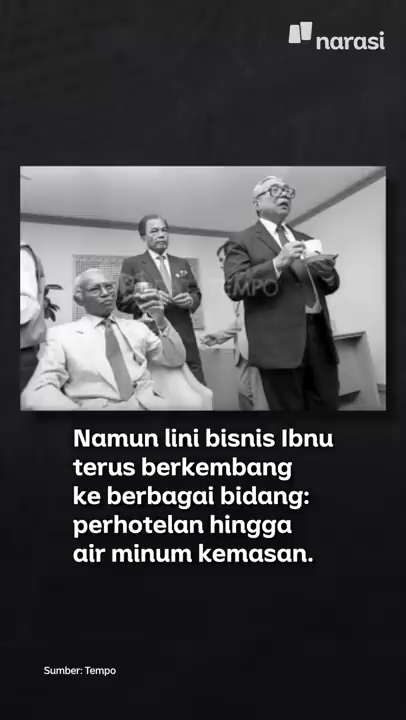 narasi
TEMPO
Namun lini bisnis Ibnu
terus berkembang
ke berbagai bidang:
perhotelan hingga
air minum kemasan.
Sumber: Tempo